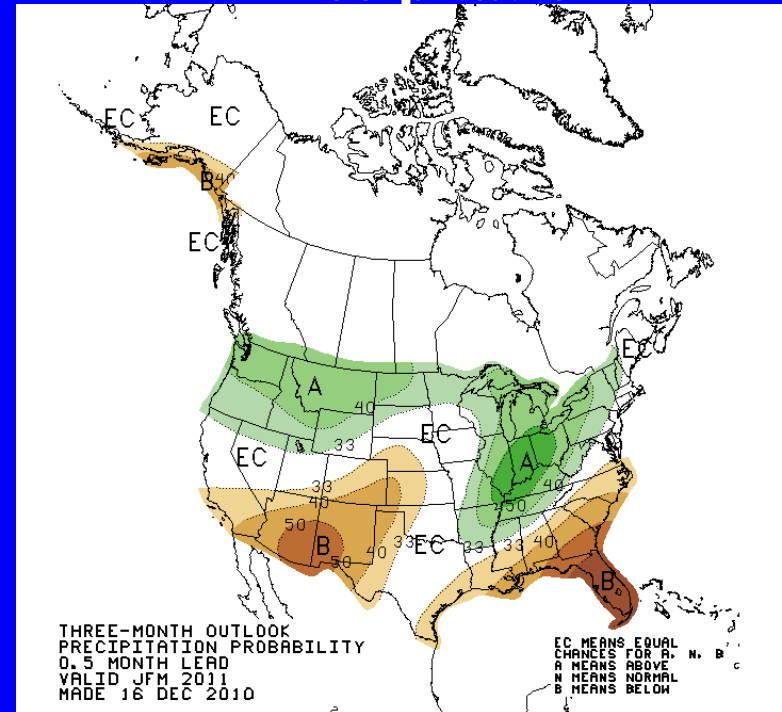 EC
EC
B 40
EC
EC
A
40
33
EC
EC
A
33
40
40
50
50
B
50
40
33
EC
33
33
40
B
THREE-MONTH OUTLOOK
PRECIPITATION PROBABILITY
0.5 MONTH LEAD
VALID JFM 2011
MADE 16 DEC 2010
EC MEANS EQUAL
CHANCES FOR A, N, B
A MEANS ABOVE
N MEANS NORMAL
B MEANS BELOW